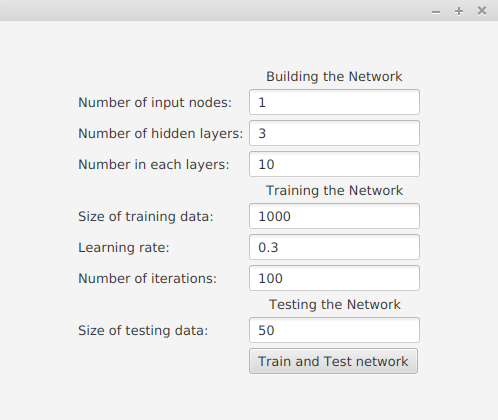 Building the Network
Number of input nodes: 1
Number of hidden layers: 3
Number in each layers: 10
Training the Network
Size of training data: 1000
Learning rate: 0.3
Number of iterations: 100
Testing the Network
Size of testing data: 50
Train and Test network